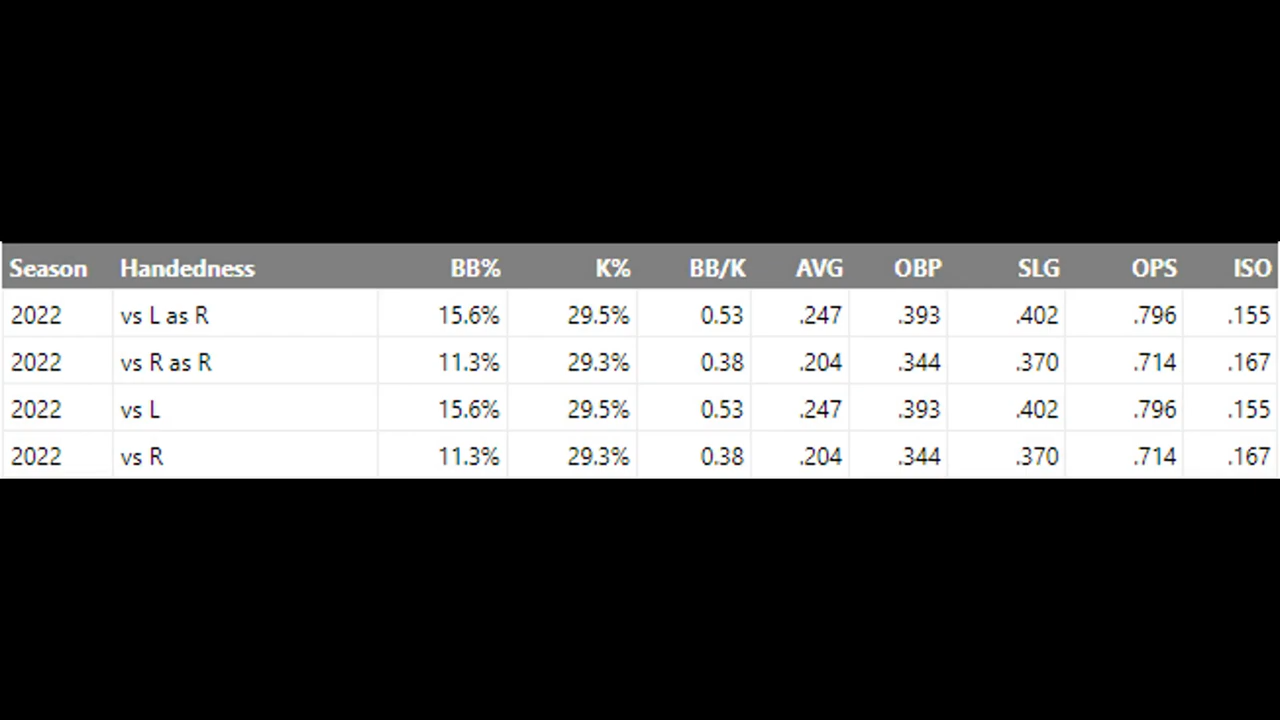 Season Handedness BB% K% BB/K AVG OBP SLG OPS ISO
2022 vs L as R 15.6% 29.5% 0.53 .247 .393 .402 .796 .155
2022 vs R as R 11.3% 29.3% 0.38 .204 .344 .370 .714 .167
2022 vs L 15.6% 29.5% 0.53 .247 .393 .402 .796 .155
2022 vs R 11.3% 29.3% 0.38 .204 .344 .370 .714 .167